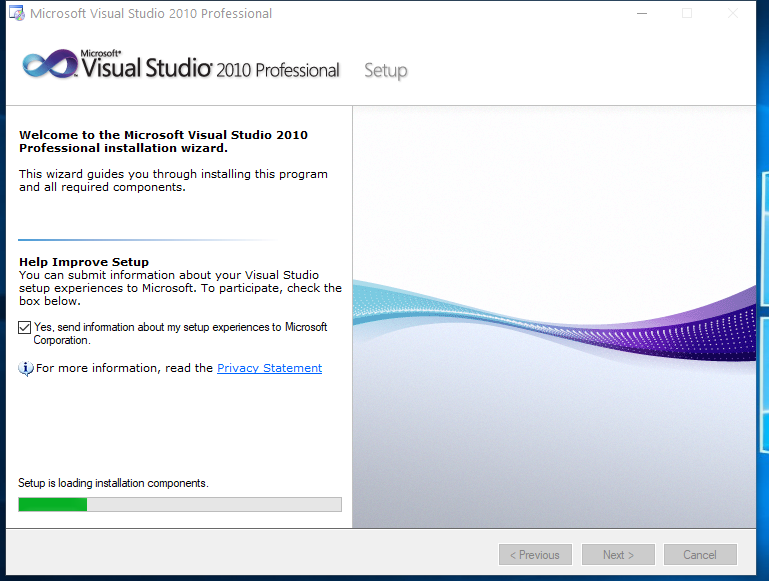 Microsoft Visual Studio 2010 Professional
Microsoft®
Visual Studio® 2010 Professional Setup
Welcome to the Microsoft Visual Studio 2010
Professional installation wizard.
This wizard guides you through installing this program
and all required components.
Help Improve Setup
You can submit information about your Visual Studio
setup experiences to Microsoft. To participate, check the
box below.
Yes, send infomation about my setup experiences to Microsoft
Corporation.
For more information, read the Privacy Statement
Setup is loading installation components.
< Previous Next > Cancel